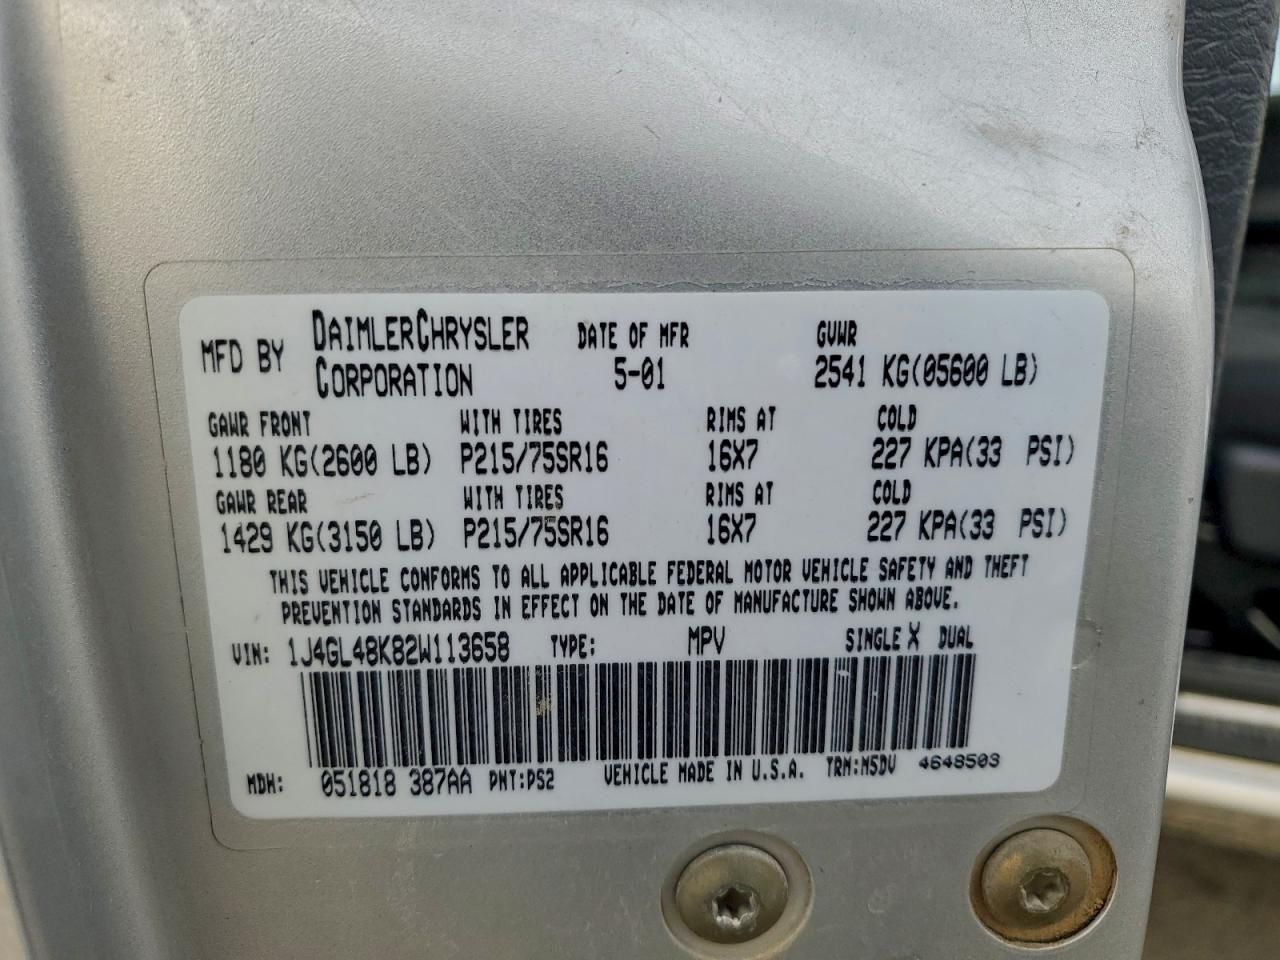 MFD BY DAIMLERCHRYSLER CORPORATION DATE OF MFR 5-01 GVWR 2541 KG(05600 LB)
GAWR FRONT WITH TIRES RIMS AT COLD
1180 KG(2600 LB) P215/75SR16 16X7 227 KPA(33 PSI)
GAWR REAR WITH TIRES RIMS AT COLD
1429 KG(3150 LB) P215/75SR16 16X7 227 KPA(33 PSI)
THIS VEHICLE CONFORMS TO ALL APPLICABLE FEDERAL MOTOR VEHICLE SAFETY AND THEFT
PREVENTION STANDARDS IN EFFECT ON THE DATE OF MANUFACTURE SHOWN ABOVE.
VIN: 1J4GL48K82W113658 TYPE: MPV SINGLE X DUAL
MDH: 051818 387AA PNT:PS2 VEHICLE MADE IN U.S.A. TRM:M5DV 4648503